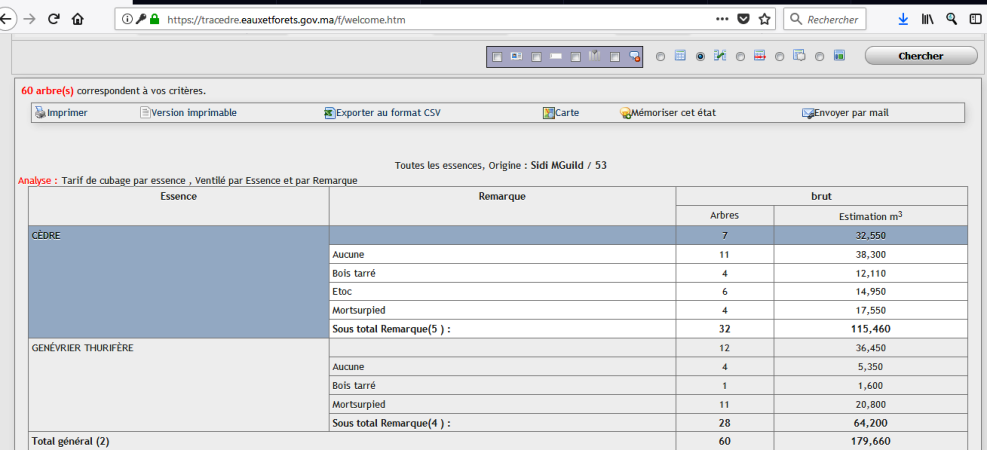 https://tracedre.eauxetforets.gov.ma/f/welcome.htm
Rechercher
Chercher
60 arbre(s) correspondent à vos critères.
Imprimer Version imprimable Exporter au format CSV Carte Mémoriser cet état Envoyer par mail
Toutes les essences, Origine : Sidi MGuild / 53
Analyse : Tarif de cubage par essence , Ventilé par Essence et par Remarque
Essence Remarque brut
Arbres Estimation m³
CÈDRE 7 32,550
Aucune 11 38,300
Bois tarré 4 12,110
Etoc 6 14,950
Mortsurpied 4 17,550
Sous total Remarque(5 ) : 32 115,460
GENÉVRIER THURIFÈRE 12 36,450
Aucune 4 5,350
Bois tarré 1 1,600
Mortsurpied 11 20,800
Sous total Remarque(4 ) : 28 64,200
Total général (2) 60 179,660